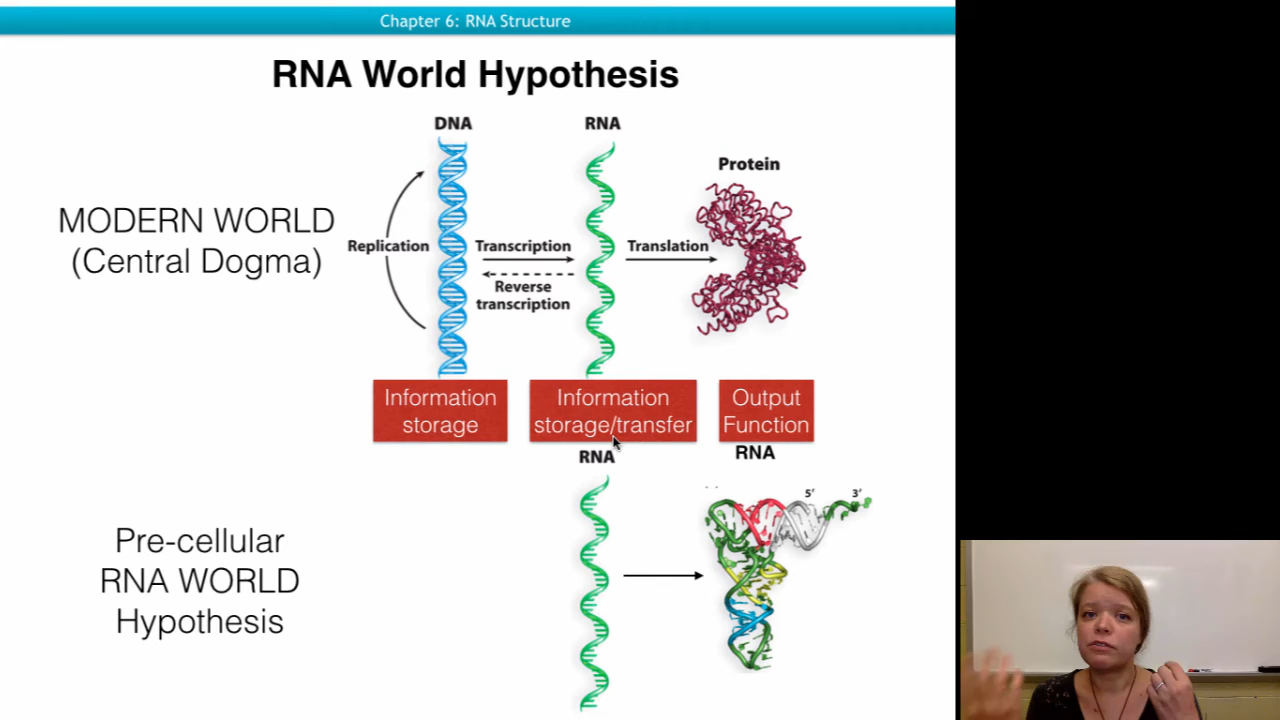 Chapter 6: RNA Structure
RNA World Hypothesis
DNA
RNA
Protein
MODERN WORLD
(Central Dogma)
Replication
Transcription
Translation
Reverse
transcription
Information
storage
Information
storage/transfer
Output
Function
RNA
RNA
5′
3′
Pre-cellular
RNA WORLD
Hypothesis